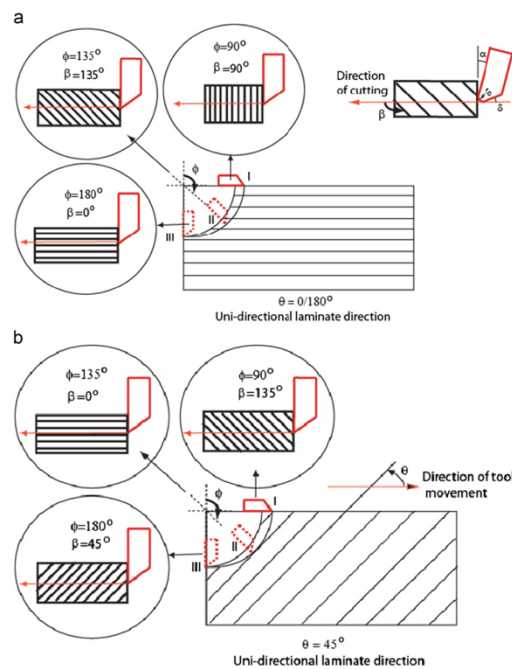 a
ϕ=135°
β=135°
ϕ=90°
β=90°
Direction
of cutting
α
β
δ
ϕ
I
II
III
ϕ=180°
β=0°
θ = 0/180°
Uni-directional laminate direction
b
ϕ=135°
β=0°
ϕ=90°
β=135°
θ
Direction of tool
movement
ϕ
I
II
III
ϕ=180°
β=45°
θ = 45°
Uni-directional laminate direction